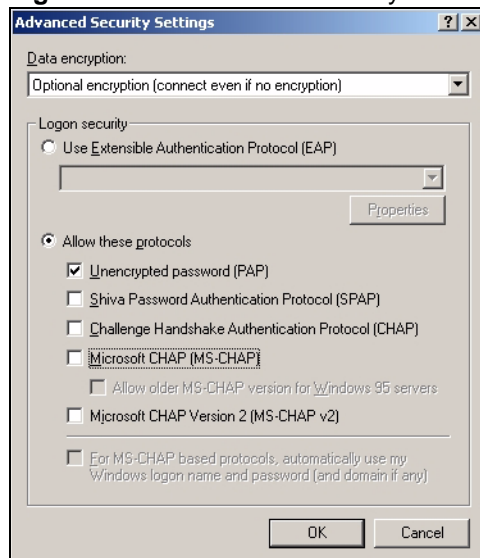 Advanced Security Settings
Data encryption:
Optional encryption (connect even if no encryption)
Logon security
Use Extensible Authentication Protocol (EAP)
Properties
Allow these protocols
Unencrypted password (PAP)
Shiva Password Authentication Protocol (SPAP)
Challenge Handshake Authentication Protocol (CHAP)
Microsoft CHAP (MS-CHAP)
Allow older MS-CHAP version for Windows 95 servers
Microsoft CHAP Version 2 (MS-CHAP v2)
For MS-CHAP based protocols, automatically use my
Windows logon name and password (and domain if any)
OK Cancel